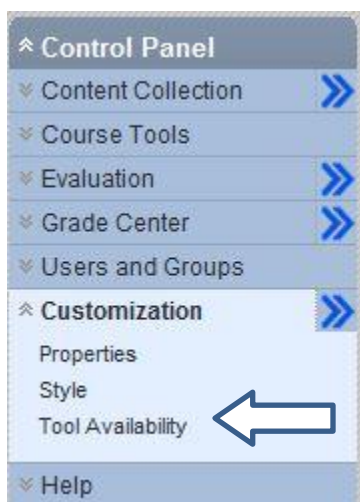 Control Panel
Content Collection
Course Tools
Evaluation
Grade Center
Users and Groups
Customization
Properties
Style
Tool Availability
Help